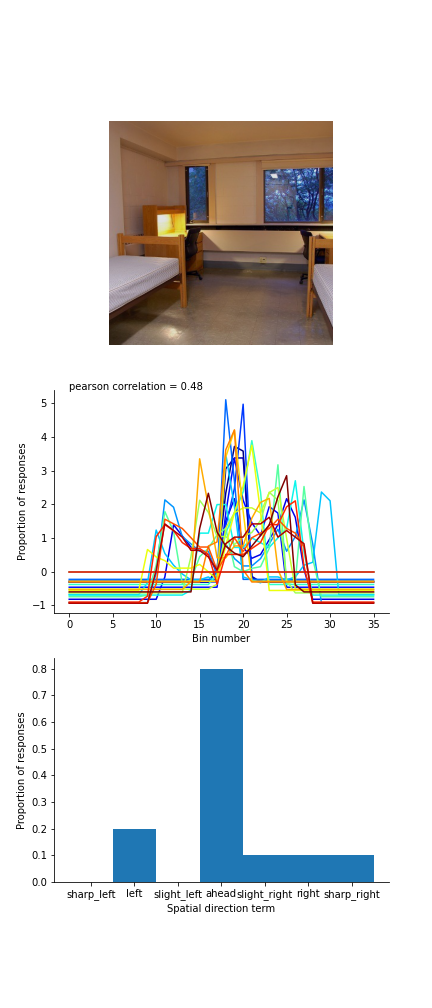 pearson correlation = 0.48
5
4
3
2
1
0
−1
Proportion of responses
0 5 10 15 20 25 30 35
Bin number
0.8
0.7
0.6
0.5
0.4
0.3
0.2
0.1
0.0
Proportion of responses
sharp_left left slight_left ahead slight_right right sharp_right
Spatial direction term